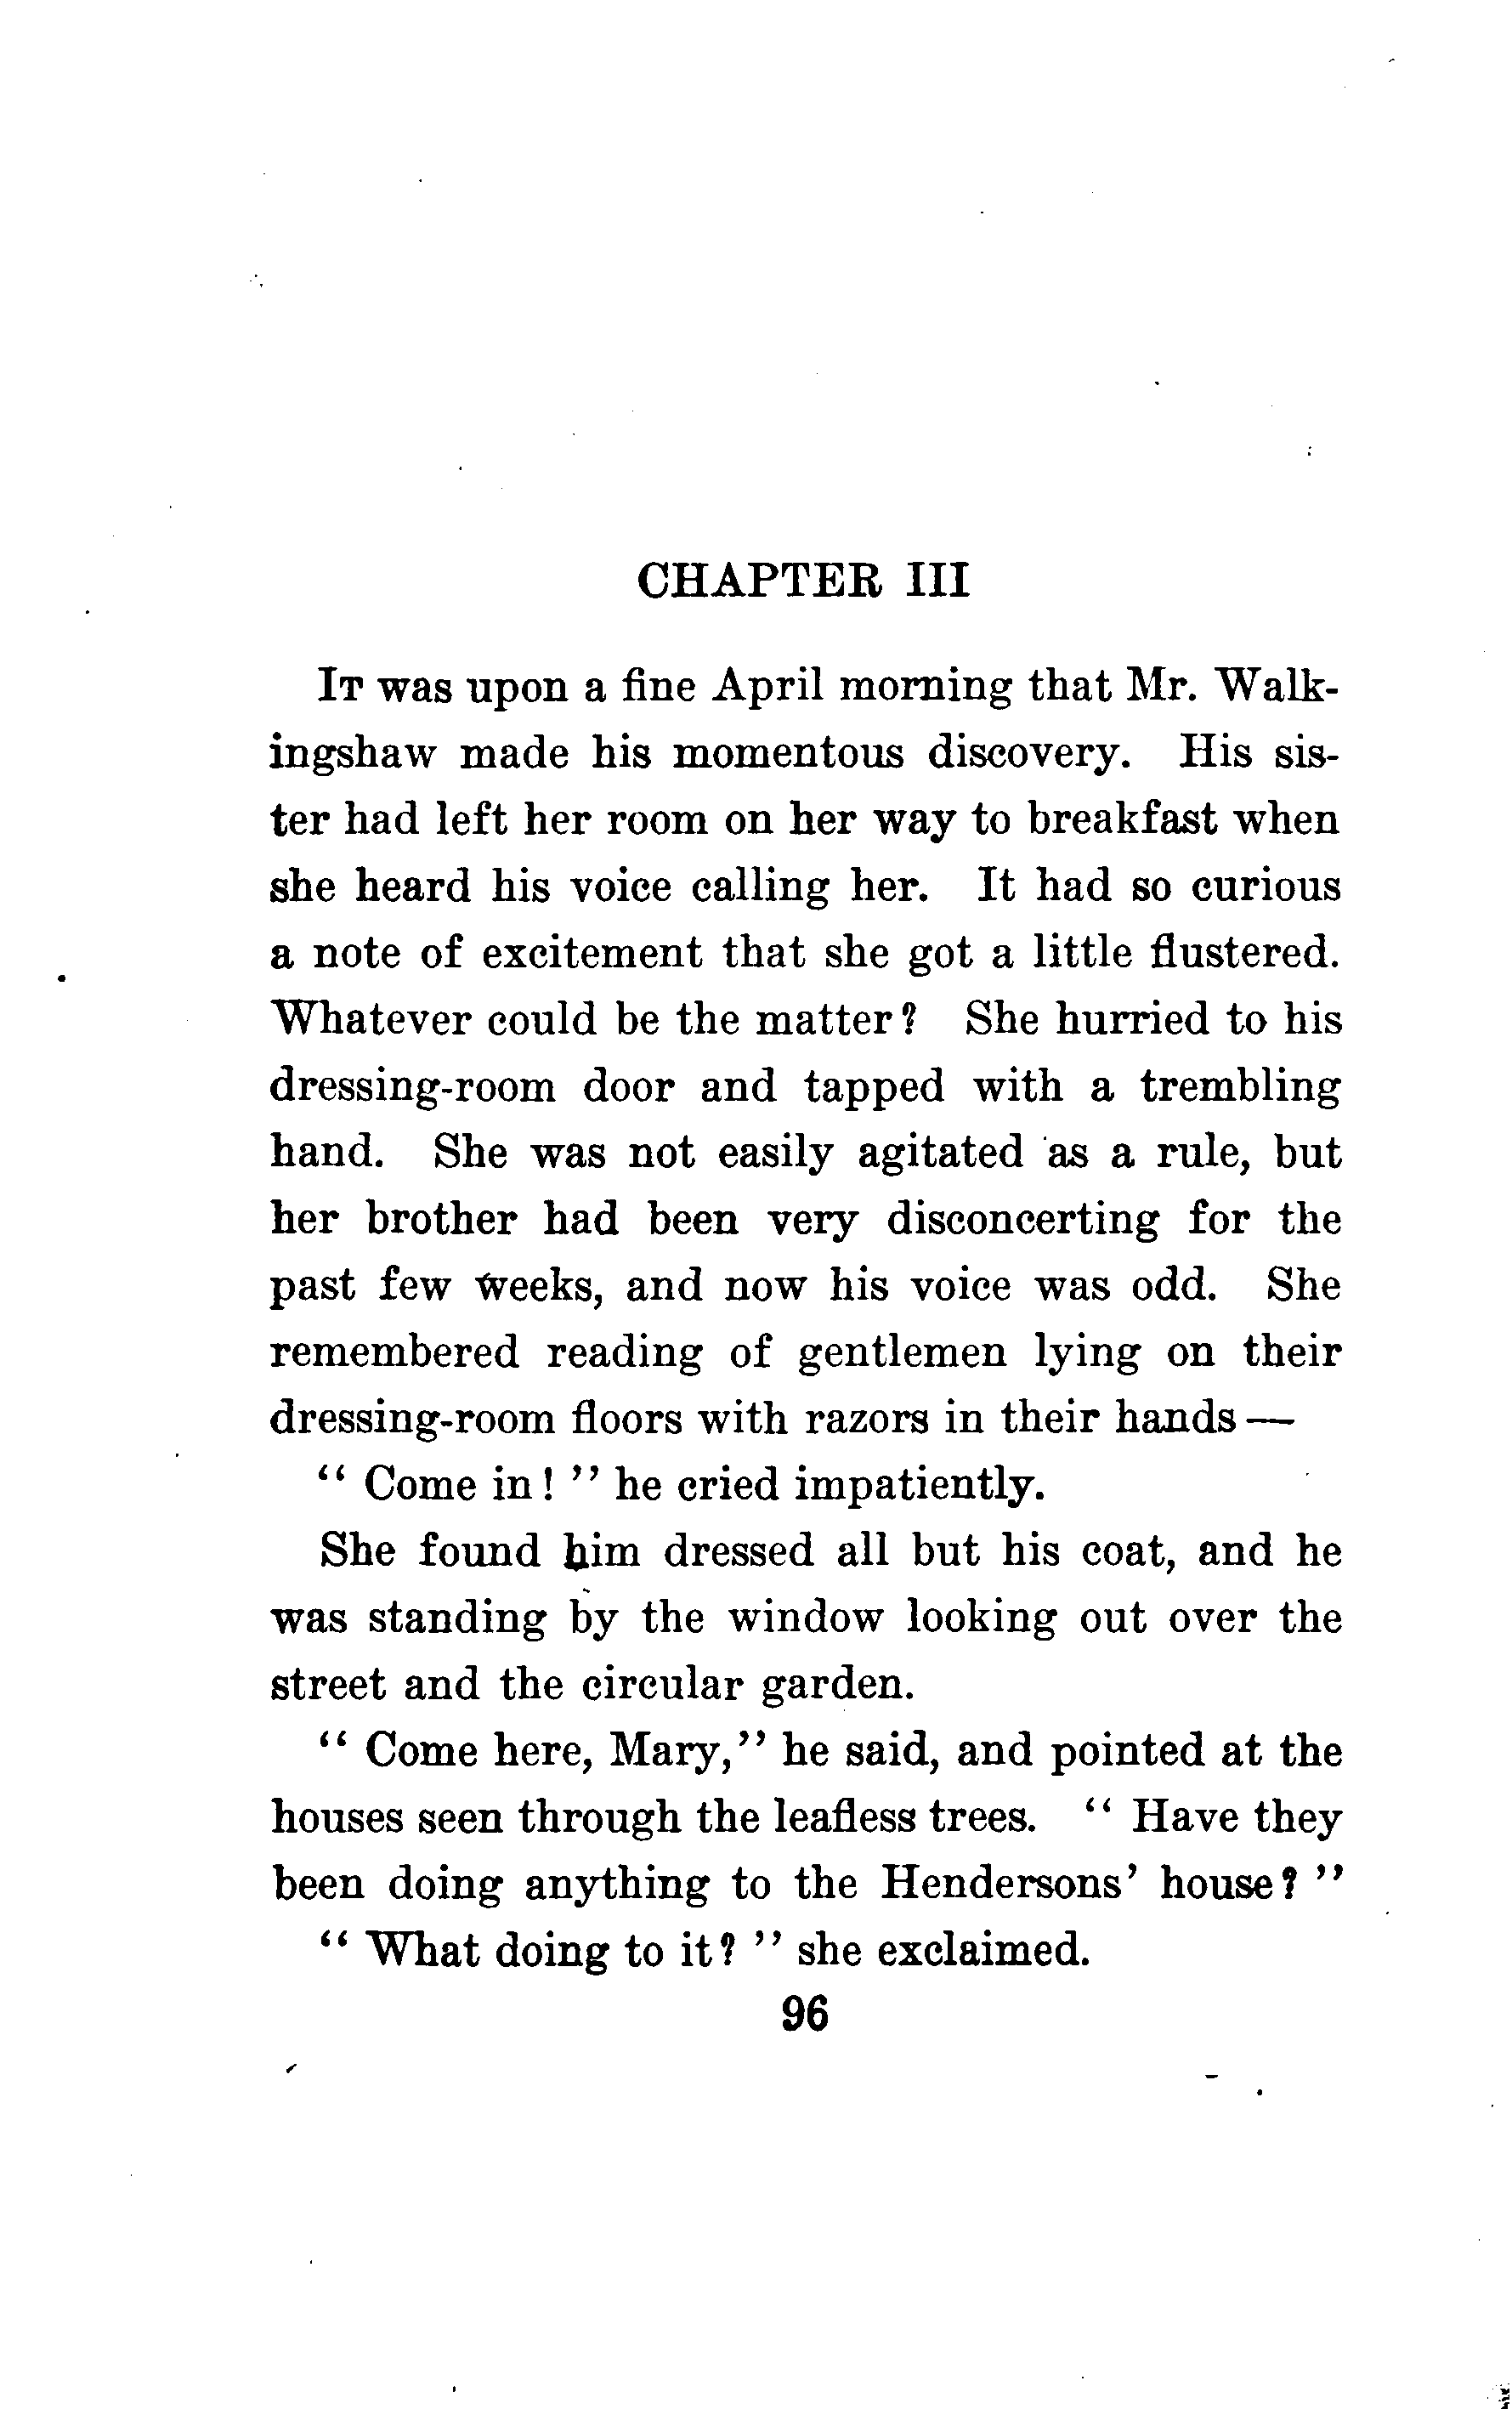 CHAPTER III
IT was upon a fine April morning that Mr. Walk-
ingshaw made his momentous discovery. His sis-
ter had left her room on her way to breakfast when
she heard his voice calling her. It had so curious
a note of excitement that she got a little flustered.
Whatever could be the matter? She hurried to his
dressing-room door and tapped with a trembling
hand. She was not easily agitated as a rule, but
her brother had been very disconcerting for the
past few weeks, and now his voice was odd. She
remembered reading of gentlemen lying on their
dressing-room floors with razors in their hands —
“ Come in! ” he cried impatiently.
She found him dressed all but his coat, and he
was standing by the window looking out over the
street and the circular garden.
“ Come here, Mary,” he said, and pointed at the
houses seen through the leafless trees. “ Have they
been doing anything to the Hendersons’ house? ”
“ What doing to it? ” she exclaimed.
96